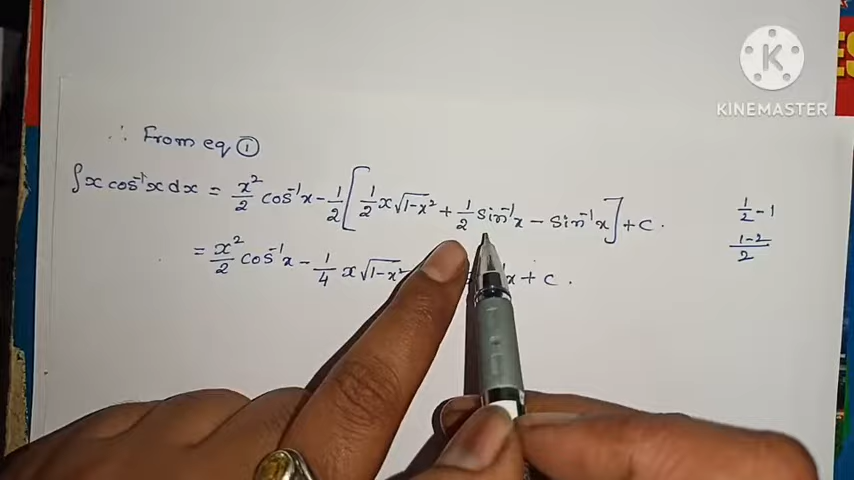 K
KINEMASTER
∴ From eq ①
∫x cos⁻¹x dx = x²/2 cos⁻¹x - 1/2 [ 1/2 x√1-x² + 1/2 sin⁻¹x - sin⁻¹x ] + c .
= x²/2 cos⁻¹x - 1/4 x√1-x² x + c .
1/2 - 1
1-2/2